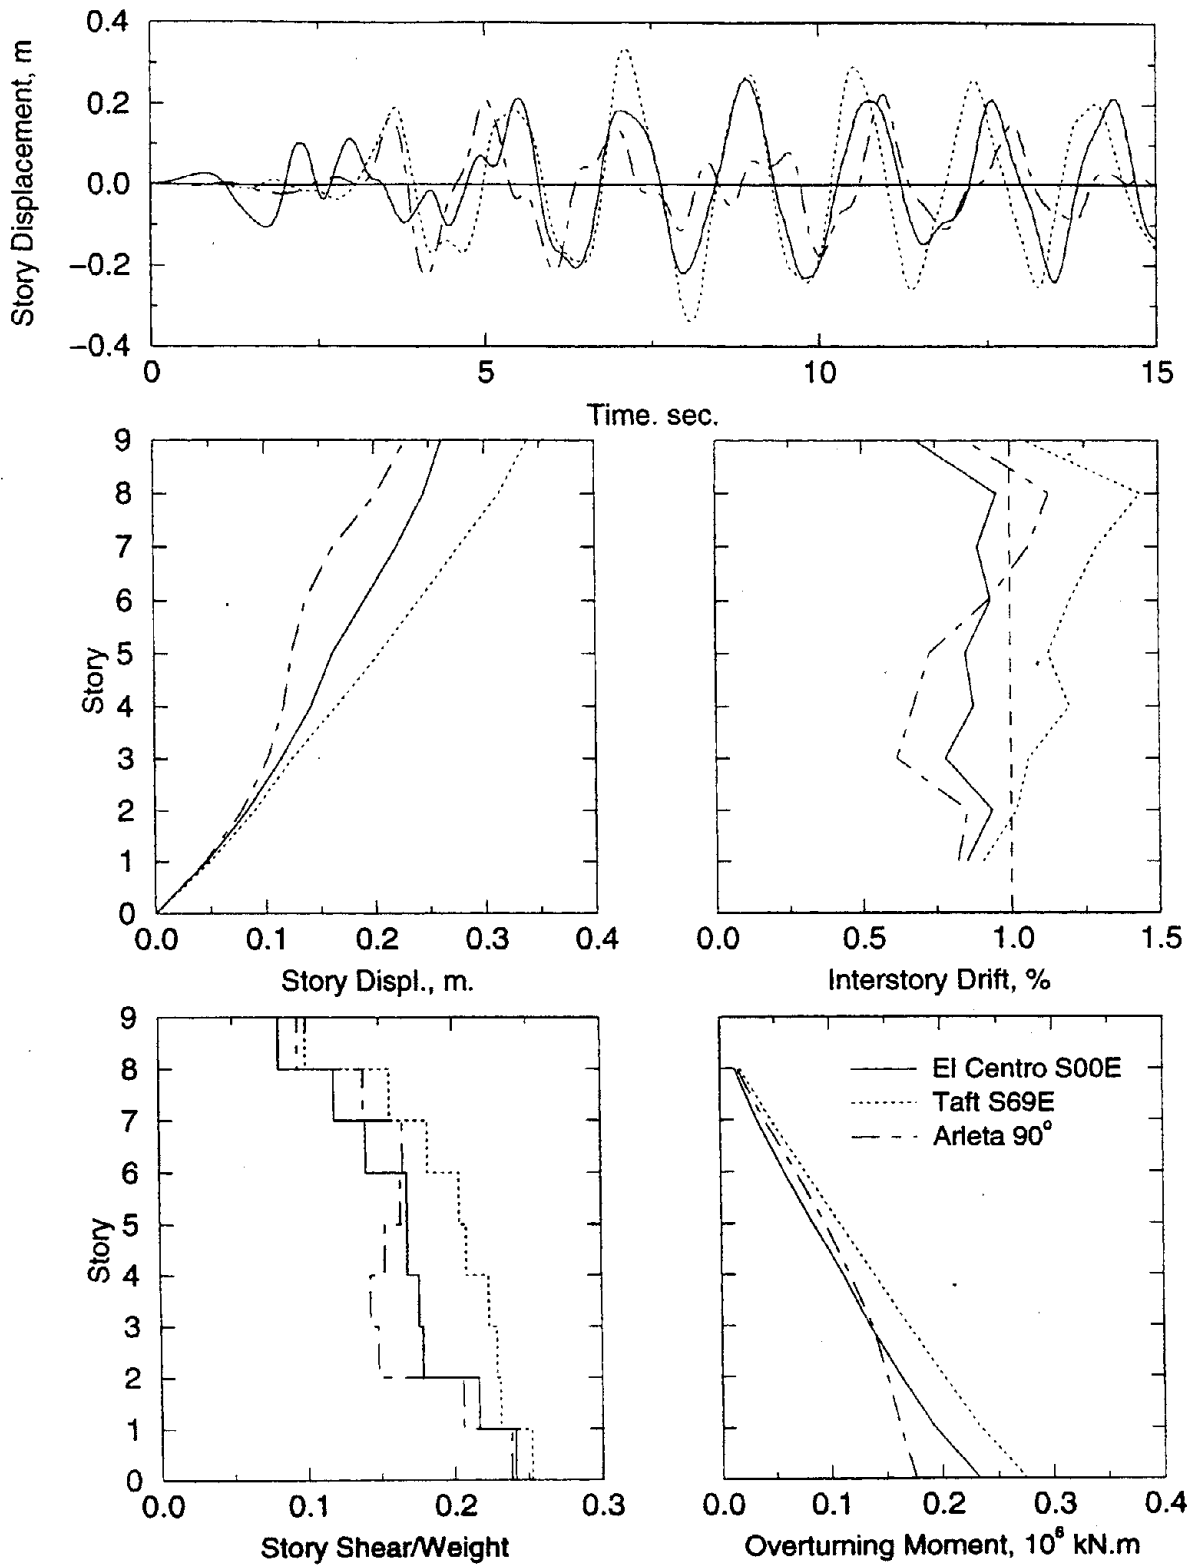 0.4
0.2
0.0
−0.2
−0.4
Story Displacement, m
0 5 10 15
Time. sec.
9
8
7
6
5
4
3
2
1
0
Story
0.0 0.1 0.2 0.3 0.4
Story Displ., m.
0.0 0.5 1.0 1.5
Interstory Drift, %
9
8
7
6
5
4
3
2
1
0
Story
0.0 0.1 0.2 0.3
Story Shear/Weight
El Centro S00E
Taft S69E
Arleta 90°
0.0 0.1 0.2 0.3 0.4
Overturning Moment, 10⁶ kN.m